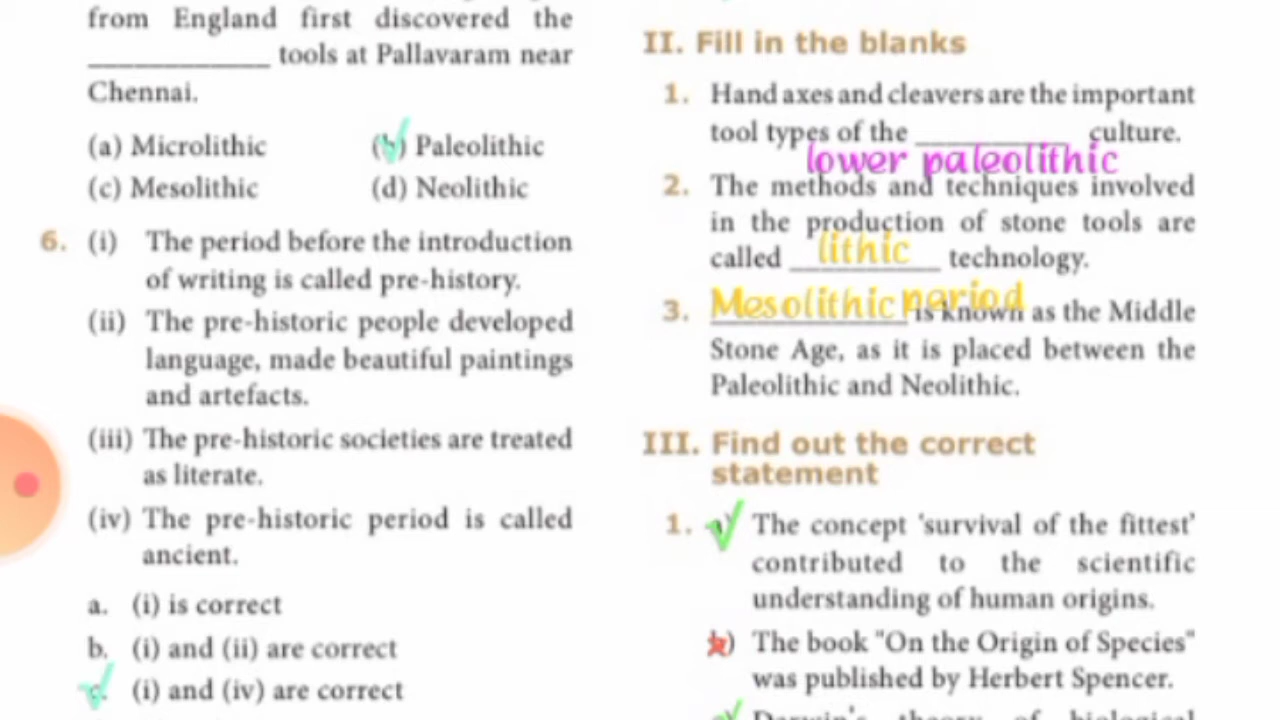 from England first discovered the
____________ tools at Pallavaram near
Chennai.
(a) Microlithic (b) Paleolithic
(c) Mesolithic (d) Neolithic
6. (i) The period before the introduction
of writing is called pre-history.
(ii) The pre-historic people developed
language, made beautiful paintings
and artefacts.
(iii) The pre-historic societies are treated
as literate.
(iv) The pre-historic period is called
ancient.
a. (i) is correct
b. (i) and (ii) are correct
c. (i) and (iv) are correct
II. Fill in the blanks
1. Hand axes and cleavers are the important
tool types of the ____________ culture.
lower paleolithic
2. The methods and techniques involved
in the production of stone tools are
called lithic technology.
3. Mesolithic period is known as the Middle
Stone Age, as it is placed between the
Paleolithic and Neolithic.
III. Find out the correct
statement
1. a) The concept 'survival of the fittest'
contributed to the scientific
understanding of human origins.
b) The book "On the Origin of Species"
was published by Herbert Spencer.
Darwin's theory of biological